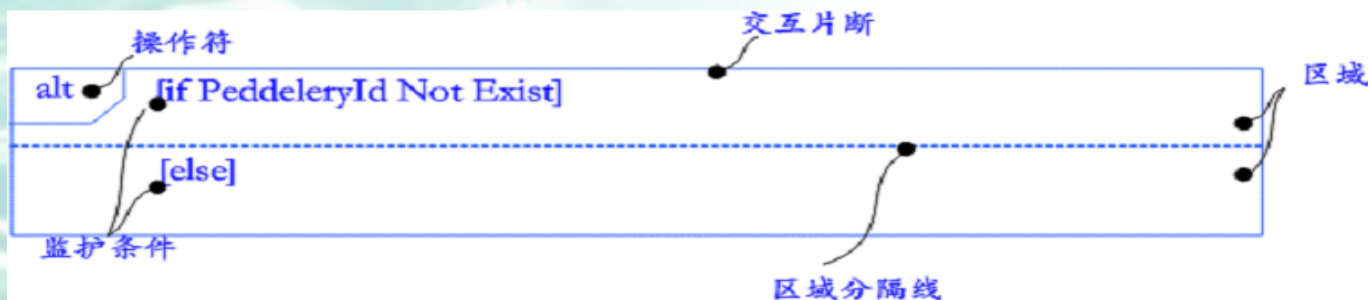 交互片断
操作符
区域
alt
[if PeddeleryId Not Exist]
[else]
监护条件
区域分隔线